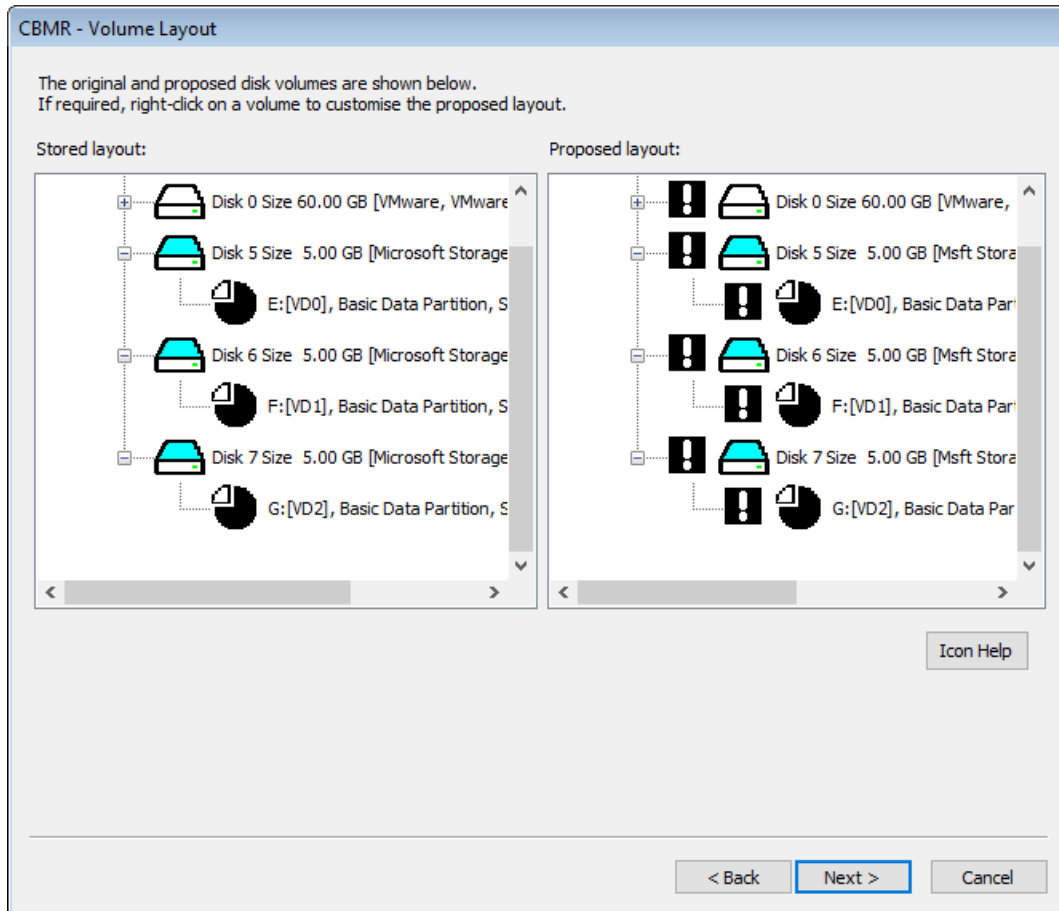 CBMR - Volume Layout
The original and proposed disk volumes are shown below.
If required, right-click on a volume to customise the proposed layout.
Stored layout:
Disk 0 Size 60.00 GB [VMware, VMware
Disk 5 Size 5.00 GB [Microsoft Storage
E:[VD0], Basic Data Partition, S
Disk 6 Size 5.00 GB [Microsoft Storage
F:[VD1], Basic Data Partition, S
Disk 7 Size 5.00 GB [Microsoft Storage
G:[VD2], Basic Data Partition, S
Proposed layout:
Disk 0 Size 60.00 GB [VMware,
Disk 5 Size 5.00 GB [Msft Stora
E:[VD0], Basic Data Part
Disk 6 Size 5.00 GB [Msft Stora
F:[VD1], Basic Data Part
Disk 7 Size 5.00 GB [Msft Stora
G:[VD2], Basic Data Par
Icon Help
< Back
Next >
Cancel